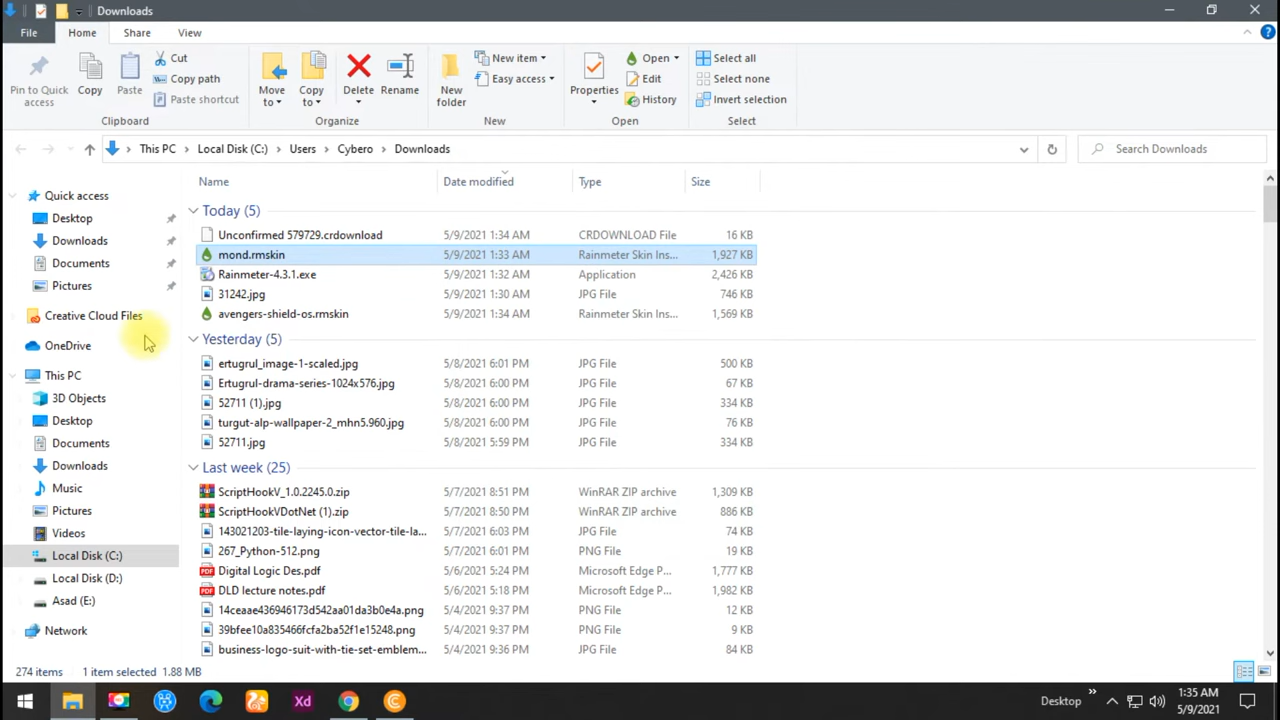 Downloads
File Home Share View
Pin to Quick access
Copy
Paste
Cut
Copy path
Paste shortcut
Clipboard
Move to
Copy to
Delete
Rename
Organize
New folder
New item
Easy access
New
Properties
Open
Edit
History
Open
Select all
Select none
Invert selection
Select
This PC Local Disk (C:) Users Cybero Downloads
Search Downloads
Quick access
Desktop
Downloads
Documents
Pictures
Creative Cloud Files
OneDrive
This PC
3D Objects
Desktop
Documents
Downloads
Music
Pictures
Videos
Local Disk (C:)
Local Disk (D:)
Asad (E:)
Network
Name Date modified Type Size
Today (5)
Unconfirmed 579729.crdownload 5/9/2021 1:34 AM CRDOWNLOAD File 16 KB
mond.rmskin 5/9/2021 1:33 AM Rainmeter Skin Ins... 1,927 KB
Rainmeter-4.3.1.exe 5/9/2021 1:32 AM Application 2,426 KB
31242.jpg 5/9/2021 1:30 AM JPG File 746 KB
avengers-shield-os.rmskin 5/9/2021 1:34 AM Rainmeter Skin Ins... 1,569 KB
Yesterday (5)
ertugrul_image-1-scaled.jpg 5/8/2021 6:01 PM JPG File 500 KB
Ertugrul-drama-series-1024x576.jpg 5/8/2021 6:00 PM JPG File 67 KB
52711 (1).jpg 5/8/2021 6:00 PM JPG File 334 KB
turgut-alp-wallpaper-2_mhn5.960.jpg 5/8/2021 6:00 PM JPG File 76 KB
52711.jpg 5/8/2021 5:59 PM JPG File 334 KB
Last week (25)
ScriptHookV_1.0.2245.0.zip 5/7/2021 8:51 PM WinRAR ZIP archive 1,309 KB
ScriptHookVDotNet (1).zip 5/7/2021 8:50 PM WinRAR ZIP archive 886 KB
143021203-tile-laying-icon-vector-tile-la... 5/7/2021 6:03 PM JPG File 74 KB
267_Python-512.png 5/7/2021 6:01 PM PNG File 19 KB
Digital Logic Des.pdf 5/6/2021 5:24 PM Microsoft Edge P... 1,777 KB
DLD lecture notes.pdf 5/6/2021 5:18 PM Microsoft Edge P... 1,982 KB
14ceaae436946173d542aa01da3b0e4a.png 5/4/2021 9:37 PM PNG File 12 KB
39bfee10a835466fcfa2ba52f1e15248.png 5/4/2021 9:37 PM PNG File 9 KB
business-logo-suit-with-tie-set-emblem... 5/4/2021 9:36 PM JPG File 84 KB
274 items 1 item selected 1.88 MB
Xd
Desktop
1:35 AM
5/9/2021